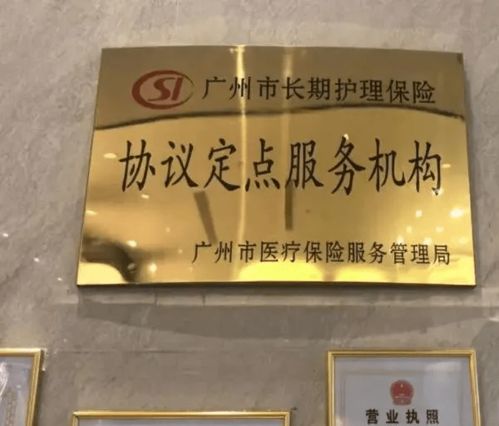 SI 广州市长期护理保险
协议定点服务机构
广州市医疗保险服务管理局
营业执照